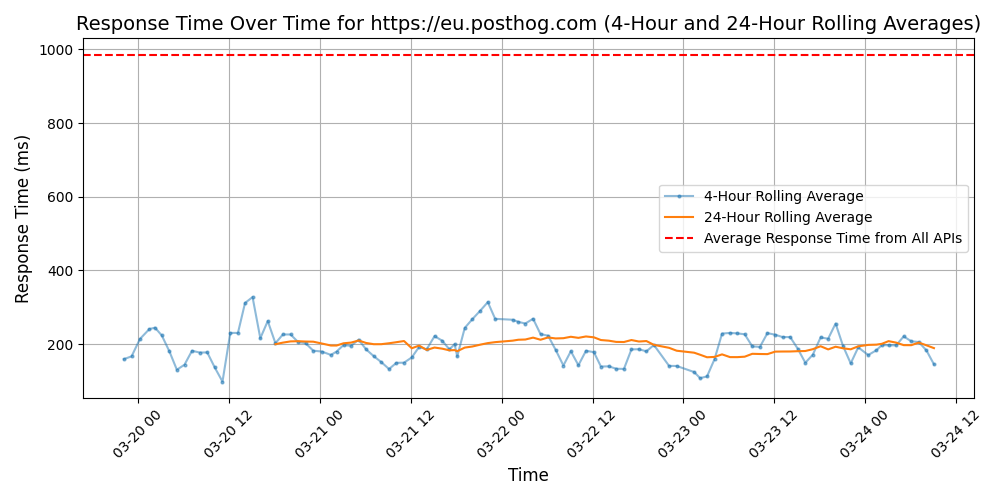 Response Time Over Time for https://eu.posthog.com (4-Hour and 24-Hour Rolling Averages)
Response Time (ms)
1000
800
600
400
200
4-Hour Rolling Average
24-Hour Rolling Average
Average Response Time from All APIs
03-20 00
03-20 12
03-21 00
03-21 12
03-22 00
03-22 12
03-23 00
03-23 12
03-24 00
03-24 12
Time